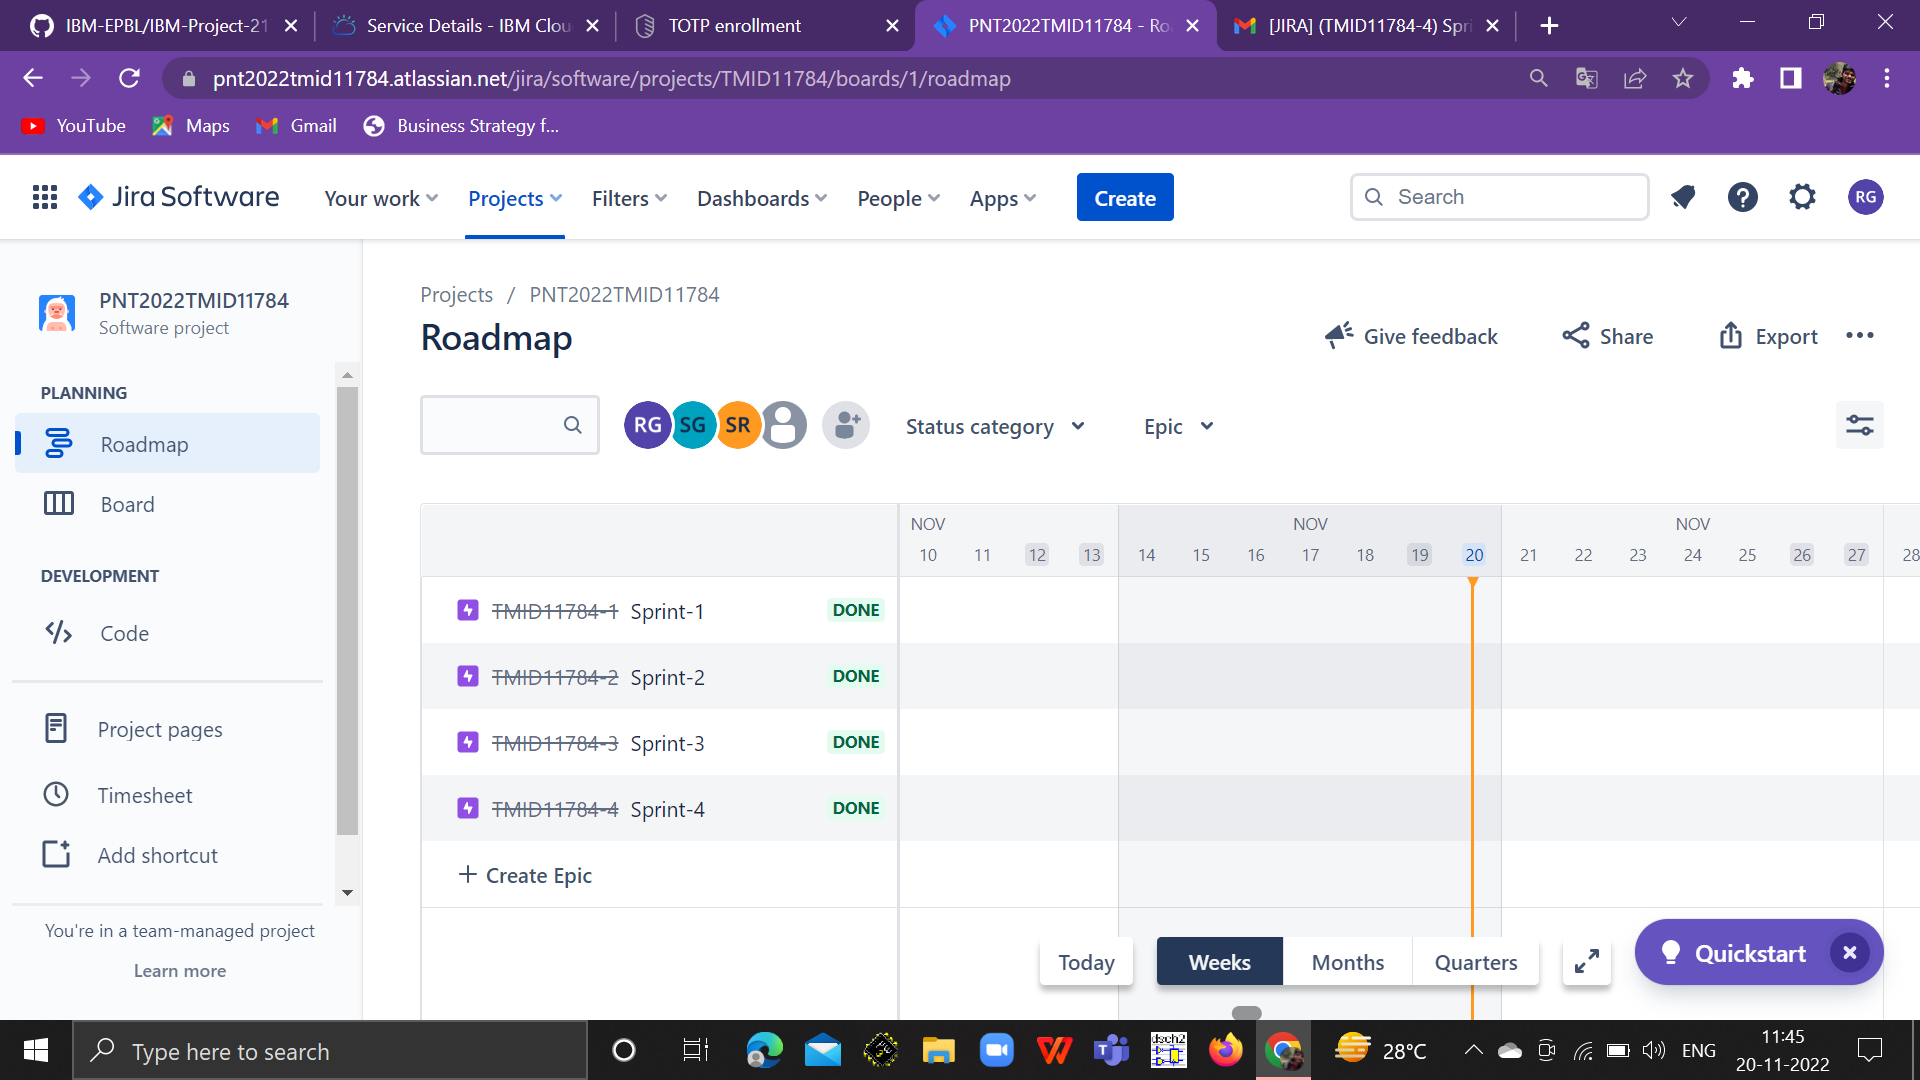 IBM-EPBL/IBM-Project-21
Service Details - IBM Clou
TOTP enrollment
PNT2022TMID11784 - Ro
[JIRA] (TMID11784-4) Spri
pnt2022tmid11784.atlassian.net/jira/software/projects/TMID11784/boards/1/roadmap
YouTube
Maps
Gmail
Business Strategy f...
Jira Software
Your work
Projects
Filters
Dashboards
People
Apps
Create
Search
RG
PNT2022TMID11784
Software project
PLANNING
Roadmap
Board
DEVELOPMENT
Code
Project pages
Timesheet
Add shortcut
You're in a team-managed project
Learn more
Projects / PNT2022TMID11784
Roadmap
Give feedback
Share
Export
RG SG SR
Status category
Epic
NOV NOV NOV
10 11 12 13 14 15 16 17 18 19 20 21 22 23 24 25 26 27 28
TMID11784-1 Sprint-1 DONE
TMID11784-2 Sprint-2 DONE
TMID11784-3 Sprint-3 DONE
TMID11784-4 Sprint-4 DONE
+ Create Epic
Today
Weeks
Months
Quarters
Quickstart
Type here to search
dsch2
28°C
ENG
11:45
20-11-2022